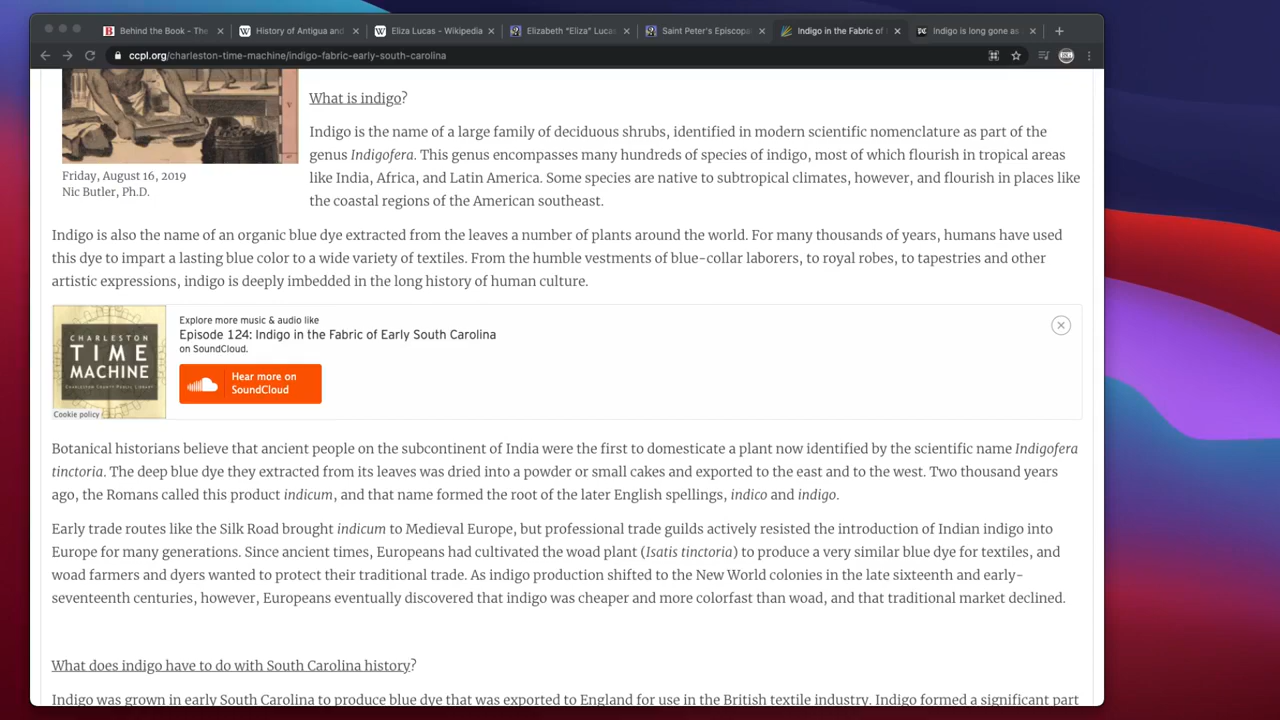 Behind the Book - The
History of Antigua and
Eliza Lucas - Wikipedia
Elizabeth "Eliza" Lucas
Saint Peter's Episcopal
Indigo in the Fabric of
Indigo is long gone as
ccpl.org/charleston-time-machine/indigo-fabric-early-south-carolina
Friday, August 16, 2019
Nic Butler, Ph.D.
What is indigo?
Indigo is the name of a large family of deciduous shrubs, identified in modern scientific nomenclature as part of the
genus Indigofera. This genus encompasses many hundreds of species of indigo, most of which flourish in tropical areas
like India, Africa, and Latin America. Some species are native to subtropical climates, however, and flourish in places like
the coastal regions of the American southeast.
Indigo is also the name of an organic blue dye extracted from the leaves a number of plants around the world. For many thousands of years, humans have used
this dye to impart a lasting blue color to a wide variety of textiles. From the humble vestments of blue-collar laborers, to royal robes, to tapestries and other
artistic expressions, indigo is deeply imbedded in the long history of human culture.
CHARLESTON
TIME
MACHINE
CHARLESTON COUNTY PUBLIC LIBRARY
Cookie policy
Explore more music & audio like
Episode 124: Indigo in the Fabric of Early South Carolina
on SoundCloud.
Hear more on
SoundCloud
Botanical historians believe that ancient people on the subcontinent of India were the first to domesticate a plant now identified by the scientific name Indigofera
tinctoria. The deep blue dye they extracted from its leaves was dried into a powder or small cakes and exported to the east and to the west. Two thousand years
ago, the Romans called this product indicum, and that name formed the root of the later English spellings, indico and indigo.
Early trade routes like the Silk Road brought indicum to Medieval Europe, but professional trade guilds actively resisted the introduction of Indian indigo into
Europe for many generations. Since ancient times, Europeans had cultivated the woad plant (Isatis tinctoria) to produce a very similar blue dye for textiles, and
woad farmers and dyers wanted to protect their traditional trade. As indigo production shifted to the New World colonies in the late sixteenth and early-
seventeenth centuries, however, Europeans eventually discovered that indigo was cheaper and more colorfast than woad, and that traditional market declined.
What does indigo have to do with South Carolina history?
Indigo was grown in early South Carolina to produce blue dye that was exported to England for use in the British textile industry. Indigo formed a significant part